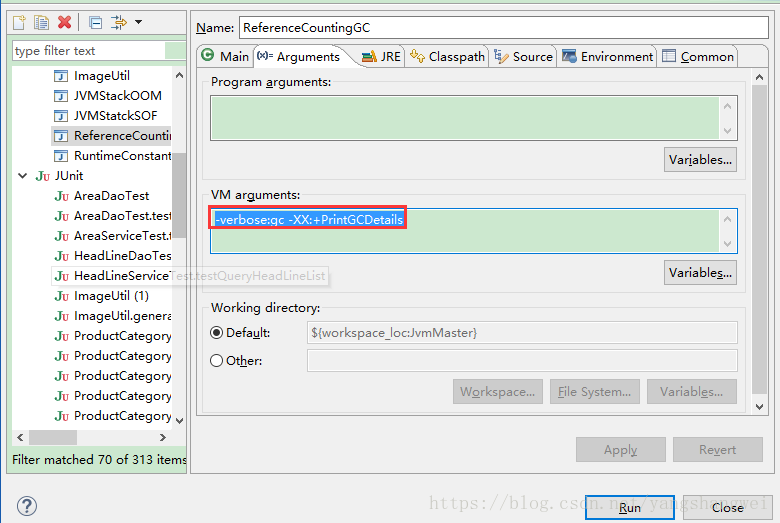 Name: ReferenceCountingGC
type filter text
Main (x)= Arguments JRE Classpath Source Environment Common
ImageUtil
JVMStackOOM
JVMStatckSOF
ReferenceCountin
RuntimeConstant
JUnit
AreaDaoTest
AreaDaoTest.test
AreaServiceTest.t
HeadLineDaoTes
HeadLineServiceTest.testQueryHeadLineList
ImageUtil (1)
ImageUtil.genera
ProductCategory
ProductCategory
ProductCategory
ProductCategory
ProductCategory
Filter matched 70 of 313 items
Program arguments:
Variables...
VM arguments:
-verbose:gc -XX:+PrintGCDetails
Variables...
Working directory:
Default: ${workspace_loc:JvmMaster}
Other:
Workspace... File System... Variables...
Apply Revert
https://blog.csdn.net/yangshangwei
Run Close